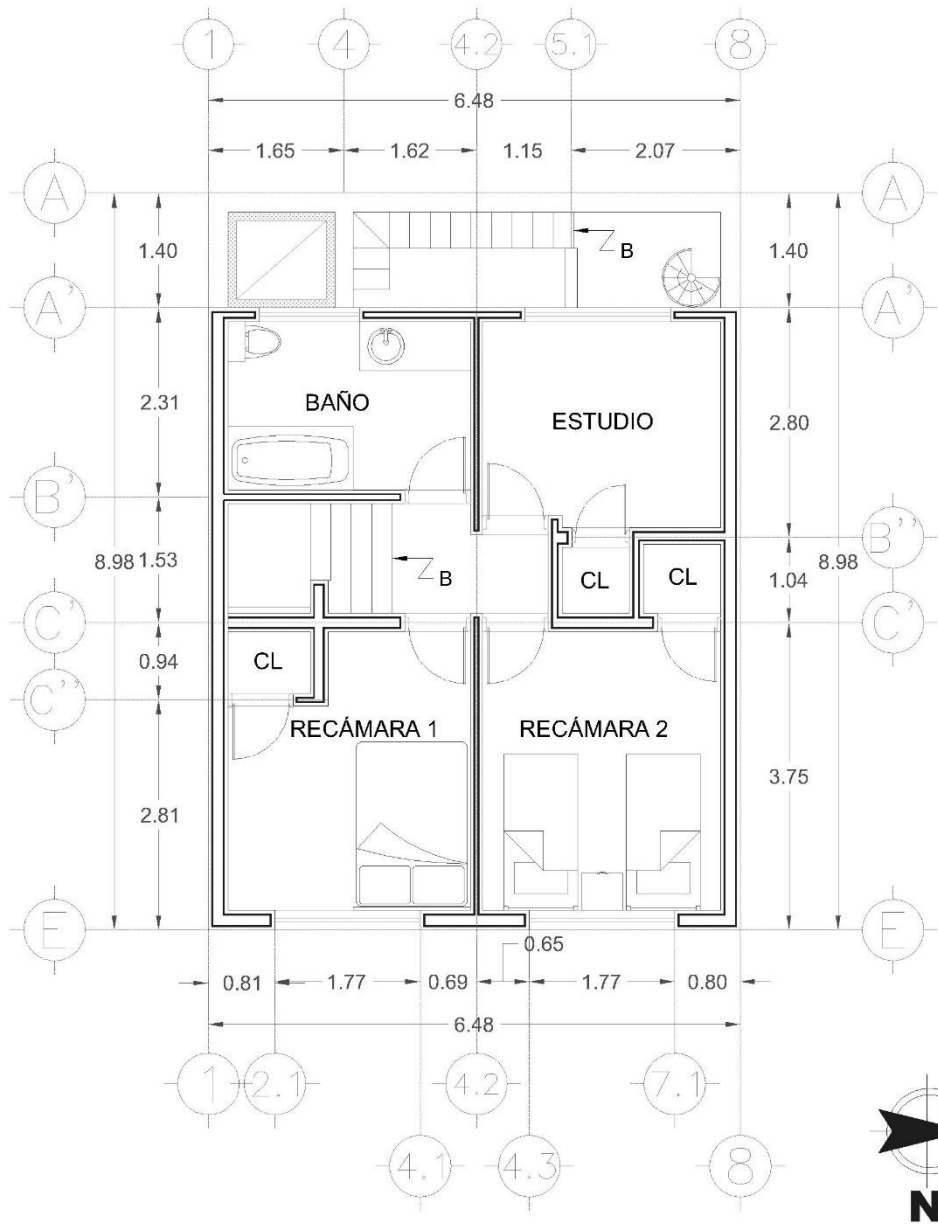 1 4 4.2 5.1 8
6.48
1.65 1.62 1.15 2.07
A A
1.40 B 1.40
A' A'
2.31 BAÑO ESTUDIO 2.80
B' B''
8.98 1.53 B CL CL 1.04 8.98
C' C'
0.94 CL
C''
RECÁMARA 1 RECÁMARA 2
3.75
2.81
E E
0.65
0.81 1.77 0.69 1.77 0.80
6.48
1 2.1 4.2 7.1
4.1 4.3 8
N